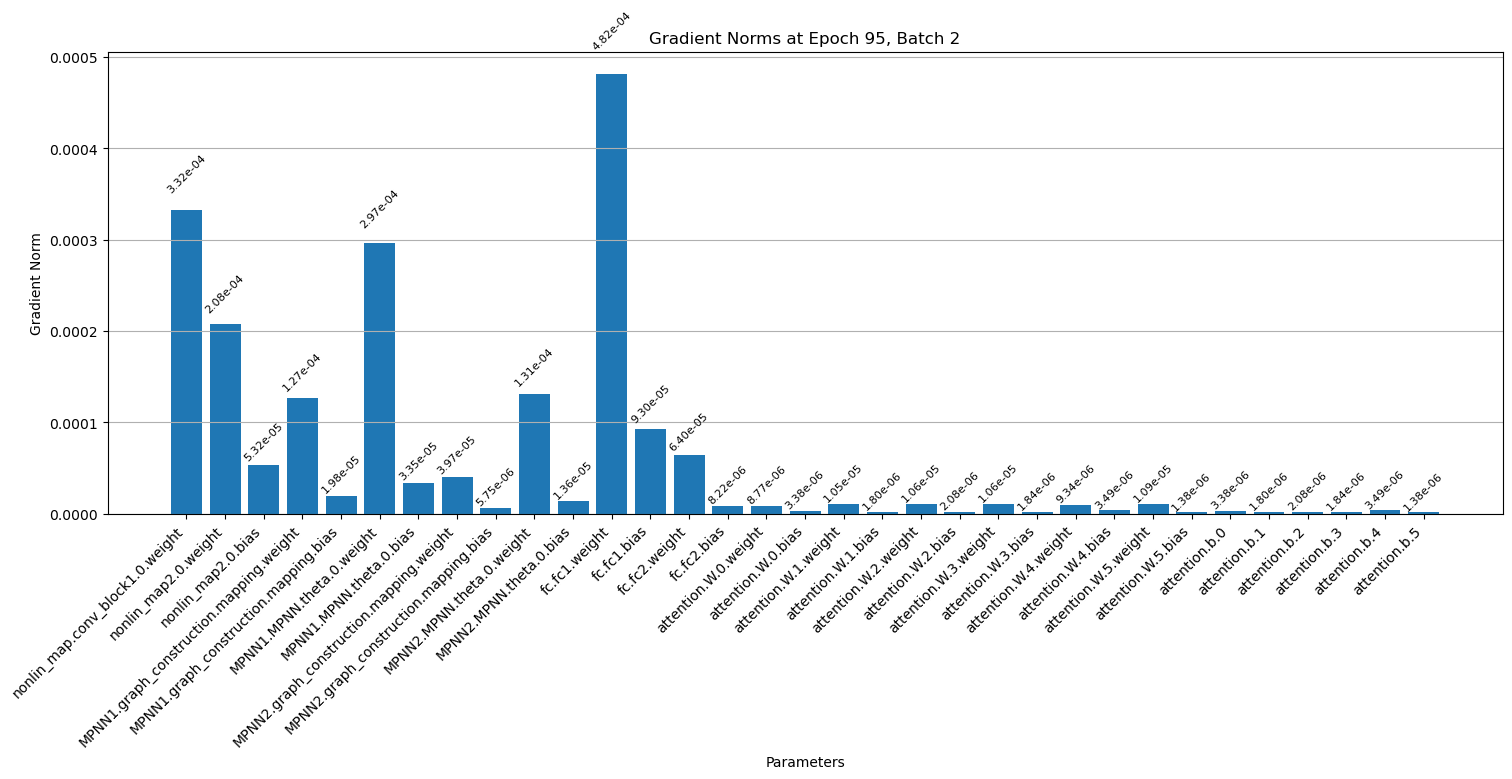 Gradient Norms at Epoch 95, Batch 2
Gradient Norm
0.0005
0.0004
0.0003
0.0002
0.0001
0.0000
3.32e-04
2.08e-04
5.32e-05
1.27e-04
1.98e-05
2.97e-04
3.35e-05
3.97e-05
5.75e-06
1.31e-04
1.36e-05
4.82e-04
9.30e-05
6.40e-05
8.22e-06
8.77e-06
3.38e-06
1.05e-05
1.80e-06
1.06e-05
2.08e-06
1.06e-05
1.84e-06
9.34e-06
3.49e-06
1.09e-05
1.38e-06
3.38e-06
1.80e-06
2.08e-06
1.84e-06
3.49e-06
1.38e-06
nonlin_map.conv_block1.0.weight
nonlin_map2.0.weight
nonlin_map2.0.bias
MPNN1.graph_construction.mapping.weight
MPNN1.graph_construction.mapping.bias
MPNN1.MPNN.theta.0.weight
MPNN1.MPNN.theta.0.bias
MPNN2.graph_construction.mapping.weight
MPNN2.graph_construction.mapping.bias
MPNN2.MPNN.theta.0.weight
MPNN2.MPNN.theta.0.bias
fc.fc1.weight
fc.fc1.bias
fc.fc2.weight
fc.fc2.bias
attention.W.0.weight
attention.W.0.bias
attention.W.1.weight
attention.W.1.bias
attention.W.2.weight
attention.W.2.bias
attention.W.3.weight
attention.W.3.bias
attention.W.4.weight
attention.W.4.bias
attention.W.5.weight
attention.W.5.bias
attention.b.0
attention.b.1
attention.b.2
attention.b.3
attention.b.4
attention.b.5
Parameters